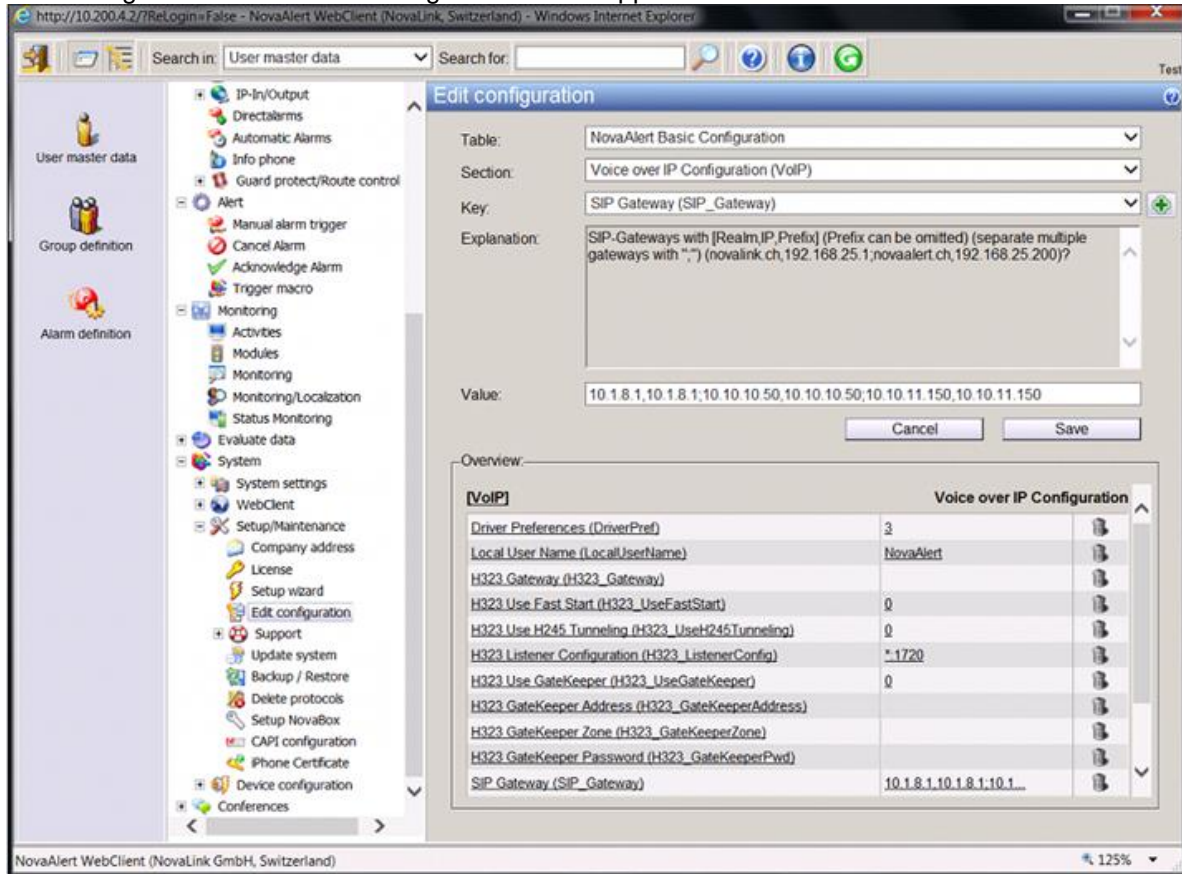 http://10.200.4.2/?ReLogin=False - NovaAlert WebClient (NovaLink, Switzerland) - Windows Internet Explorer
Search in: User master data Search for:
Test
User master data
Group definition
Alarm definition
IP-In/Output
Directalarms
Automatic Alarms
Info phone
Guard protect/Route control
Alert
Manual alarm trigger
Cancel Alarm
Acknowledge Alarm
Trigger macro
Monitoring
Activities
Modules
Monitoring
Monitoring/Localzation
Status Monitoring
Evaluate data
System
System settings
WebClient
Setup/Maintenance
Company address
License
Setup wizard
Edit configuration
Support
Update system
Backup / Restore
Delete protocols
Setup NovaBox
CAPI configuration
iPhone Certificate
Device configuration
Conferences
Edit configuration
Table: NovaAlert Basic Configuration
Section: Voice over IP Configuration (VoIP)
Key: SIP Gateway (SIP_Gateway)
Explanation: SIP-Gateways with [Realm,IP,Prefix] (Prefix can be omitted) (separate multiple
gateways with ";") (novalink.ch,192.168.25.1;novaalert.ch,192.168.25.200)?
Value: 10.1.8.1,10.1.8.1;10.10.10.50,10.10.10.50;10.10.11.150,10.10.11.150
Cancel Save
Overview:
[VoIP] Voice over IP Configuration
Driver Preferences (DriverPref) 3
Local User Name (LocalUserName) NovaAlert
H323 Gateway (H323_Gateway)
H323 Use Fast Start (H323_UseFastStart) 0
H323 Use H245 Tunneling (H323_UseH245Tunneling) 0
H323 Listener Configuration (H323_ListenerConfig) *:1720
H323 Use GateKeeper (H323_UseGateKeeper) 0
H323 GateKeeper Address (H323_GateKeeperAddress)
H323 GateKeeper Zone (H323_GateKeeperZone)
H323 GateKeeper Password (H323_GateKeeperPwd)
SIP Gateway (SIP_Gateway) 10.1.8.1,10.1.8.1;10.1...
NovaAlert WebClient (NovaLink GmbH, Switzerland)
125%